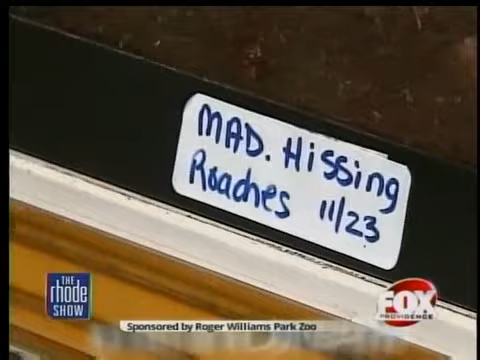 MAD. Hissing
Roaches 11/23
THE
rhode
SHOW
FOX
PROVIDENCE
Sponsored by Roger Williams Park Zoo